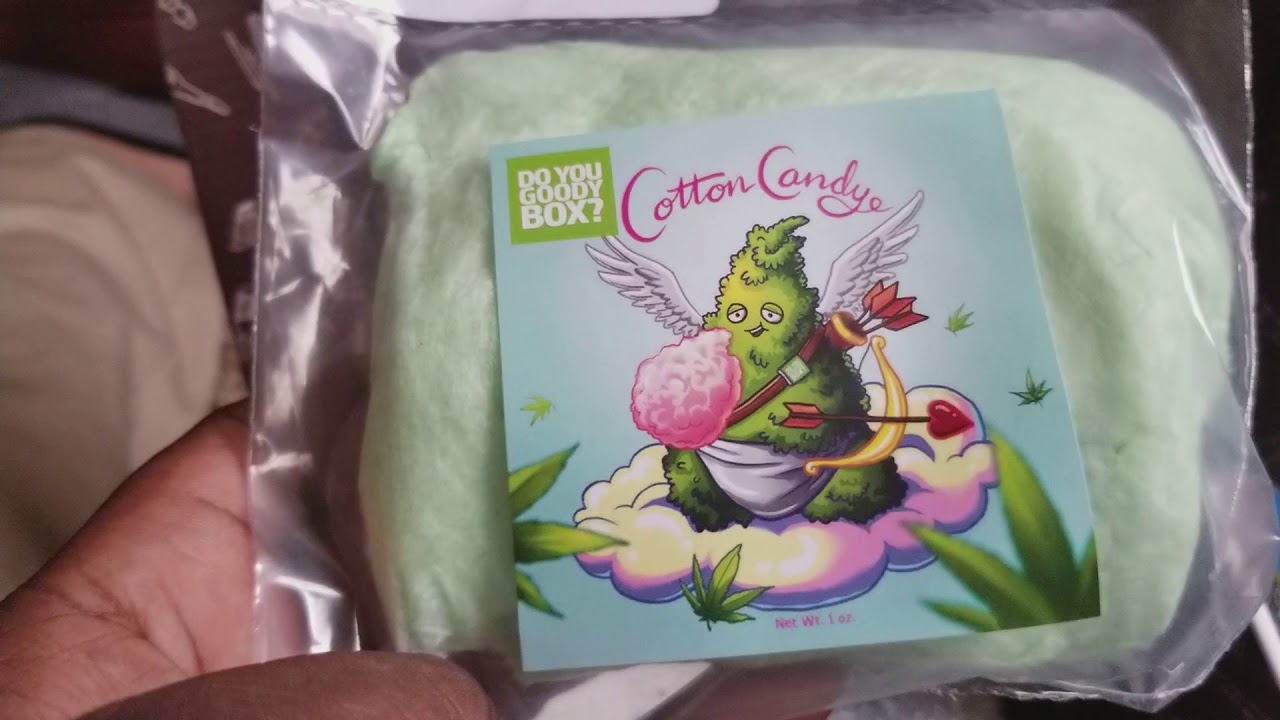 DO YOU
GOODY
BOX?
Cotton Candy
Net Wt. 1 oz.